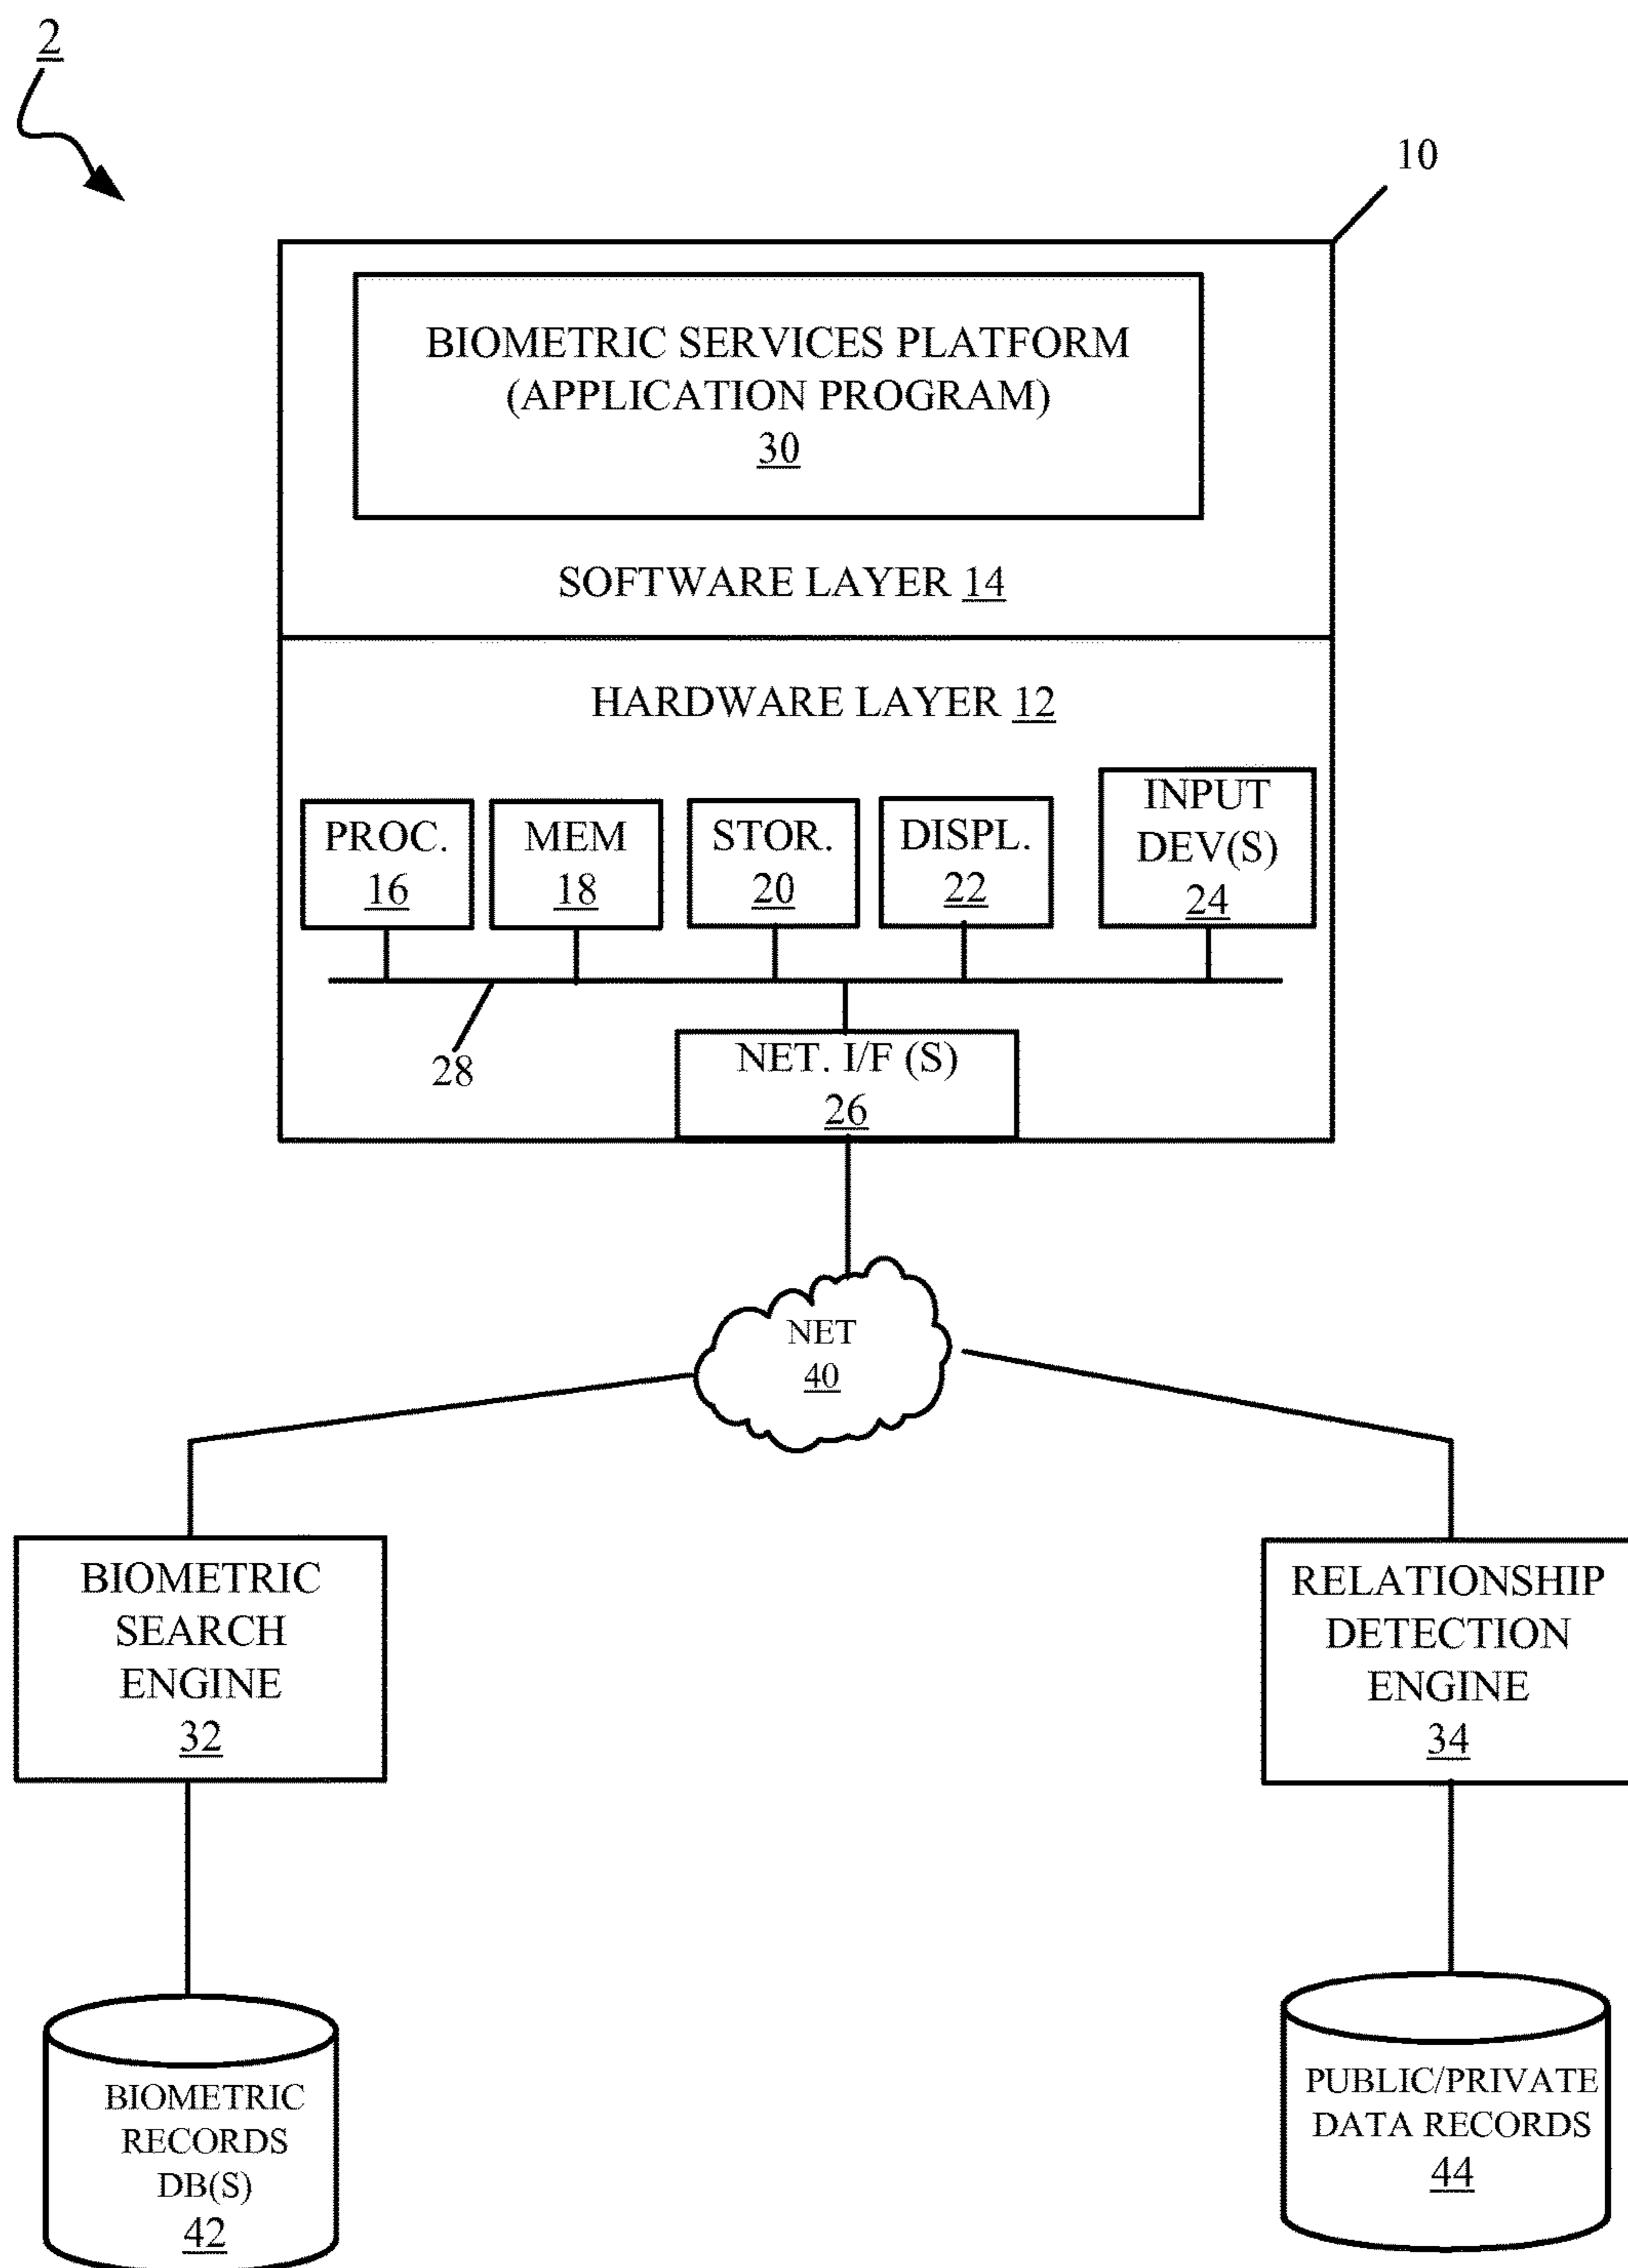 2
10
BIOMETRIC SERVICES PLATFORM
(APPLICATION PROGRAM)
30
SOFTWARE LAYER 14
HARDWARE LAYER 12
PROC.
16
MEM
18
STOR.
20
DISPL.
22
INPUT
DEV(S)
24
28
NET. I/F (S)
26
NET
40
BIOMETRIC
SEARCH
ENGINE
32
RELATIONSHIP
DETECTION
ENGINE
34
BIOMETRIC
RECORDS
DB(S)
42
PUBLIC/PRIVATE
DATA RECORDS
44